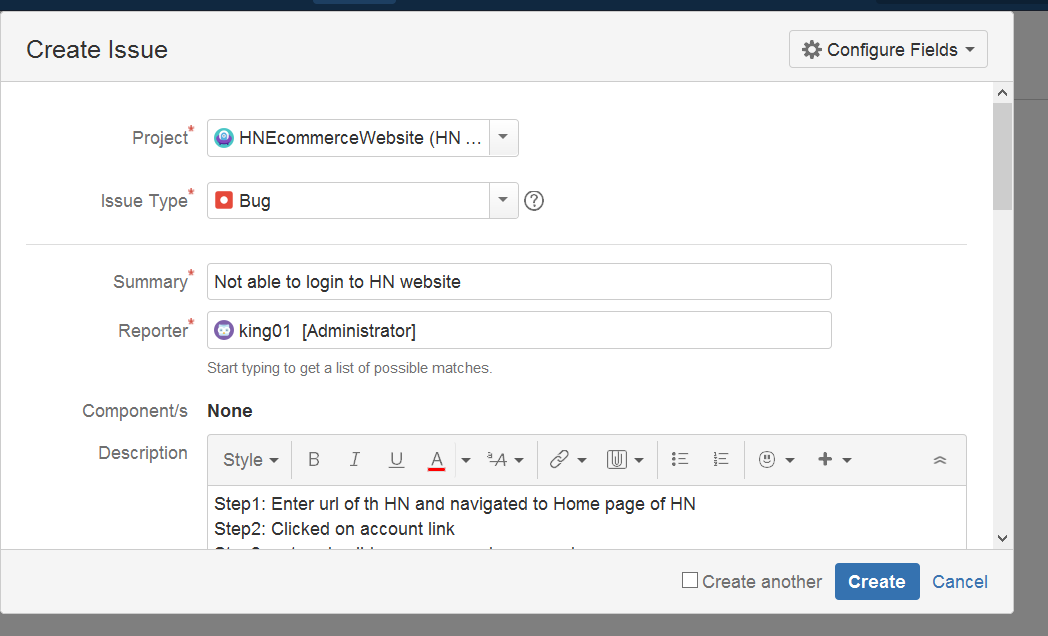 Create Issue
Configure Fields
Project*
HNEcommerceWebsite (HN ...
Issue Type*
Bug
Summary*
Not able to login to HN website
Reporter*
king01 [Administrator]
Start typing to get a list of possible matches.
Component/s
None
Description
Style
B I U A ªA
Step1: Enter url of th HN and navigated to Home page of HN
Step2: Clicked on account link
Create another
Create
Cancel